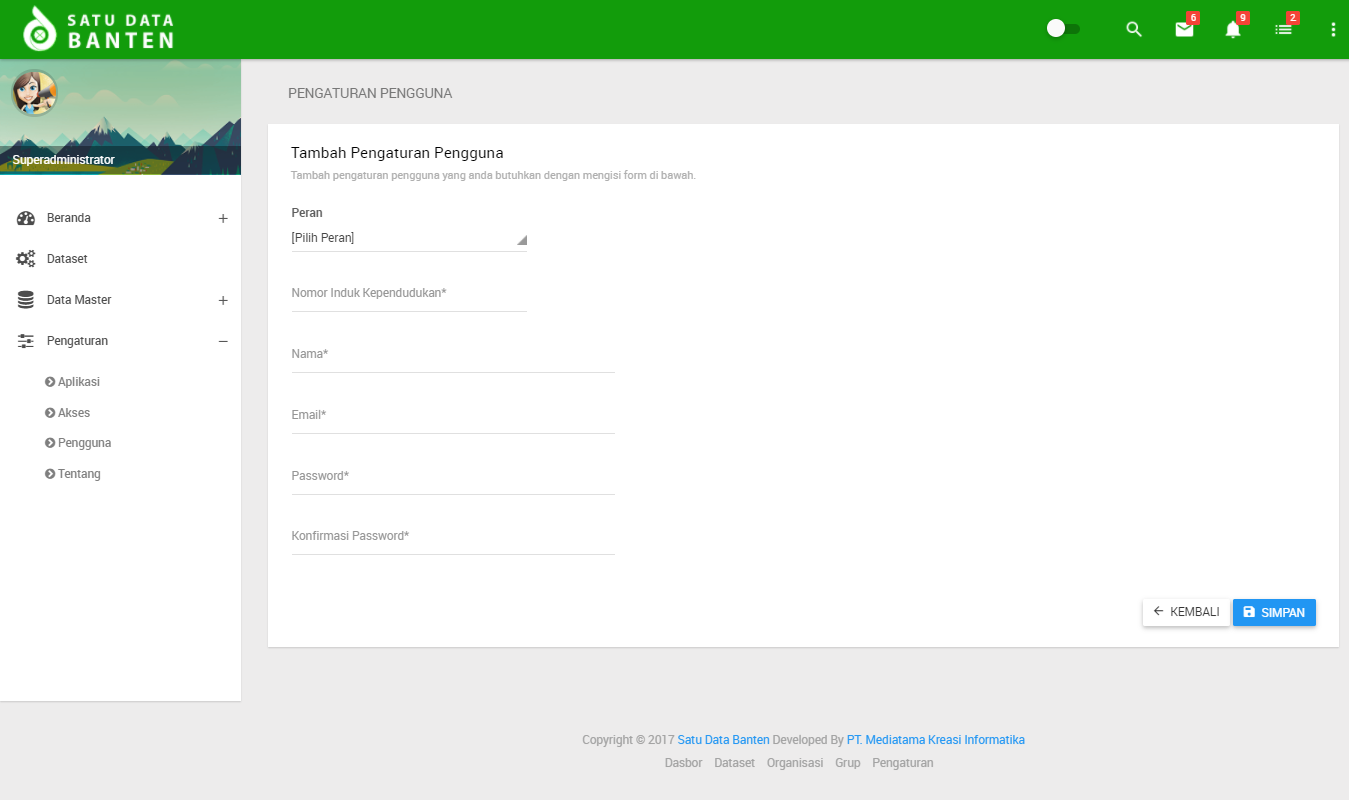 SATU DATA
BANTEN
6
9
2
Superadministrator
Beranda
Dataset
Data Master
Pengaturan
Aplikasi
Akses
Pengguna
Tentang
PENGATURAN PENGGUNA
Tambah Pengaturan Pengguna
Tambah pengaturan pengguna yang anda butuhkan dengan mengisi form di bawah.
Peran
[Pilih Peran]
Nomor Induk Kependudukan*
Nama*
Email*
Password*
Konfirmasi Password*
KEMBALI
SIMPAN
Copyright © 2017 Satu Data Banten Developed By PT. Mediatama Kreasi Informatika
Dasbor Dataset Organisasi Grup Pengaturan